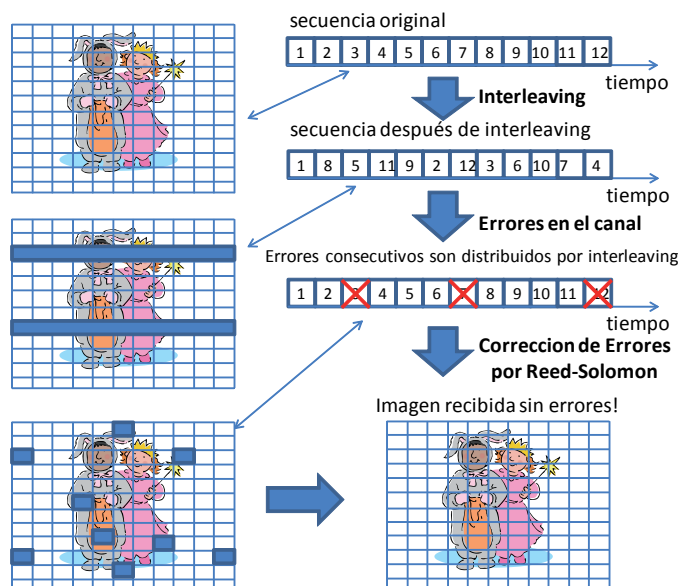 secuencia original
1 2 3 4 5 6 7 8 9 10 11 12
tiempo
Interleaving
secuencia después de interleaving
1 8 5 11 9 2 12 3 6 10 7 4
tiempo
Errores en el canal
Errores consecutivos son distribuidos por interleaving
1 2 3 4 5 6 7 8 9 10 11 12
tiempo
Correccion de Errores
por Reed-Solomon
Imagen recibida sin errores!